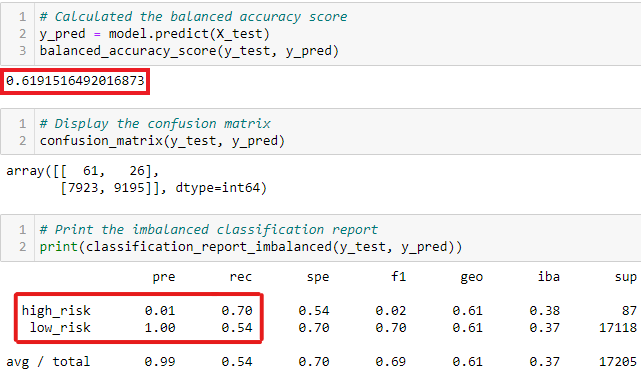 1 # Calculated the balanced accuracy score
2 y_pred = model.predict(X_test)
3 balanced_accuracy_score(y_test, y_pred)
0.6191516492016873
1 # Display the confusion matrix
2 confusion_matrix(y_test, y_pred)
array([[  61,   26],
       [7923, 9195]], dtype=int64)
1 # Print the imbalanced classification report
2 print(classification_report_imbalanced(y_test, y_pred))
pre rec spe f1 geo iba sup
high_risk 0.01 0.70 0.54 0.02 0.61 0.38 87
low_risk 1.00 0.54 0.70 0.70 0.61 0.37 17118
avg / total 0.99 0.54 0.70 0.69 0.61 0.37 17205